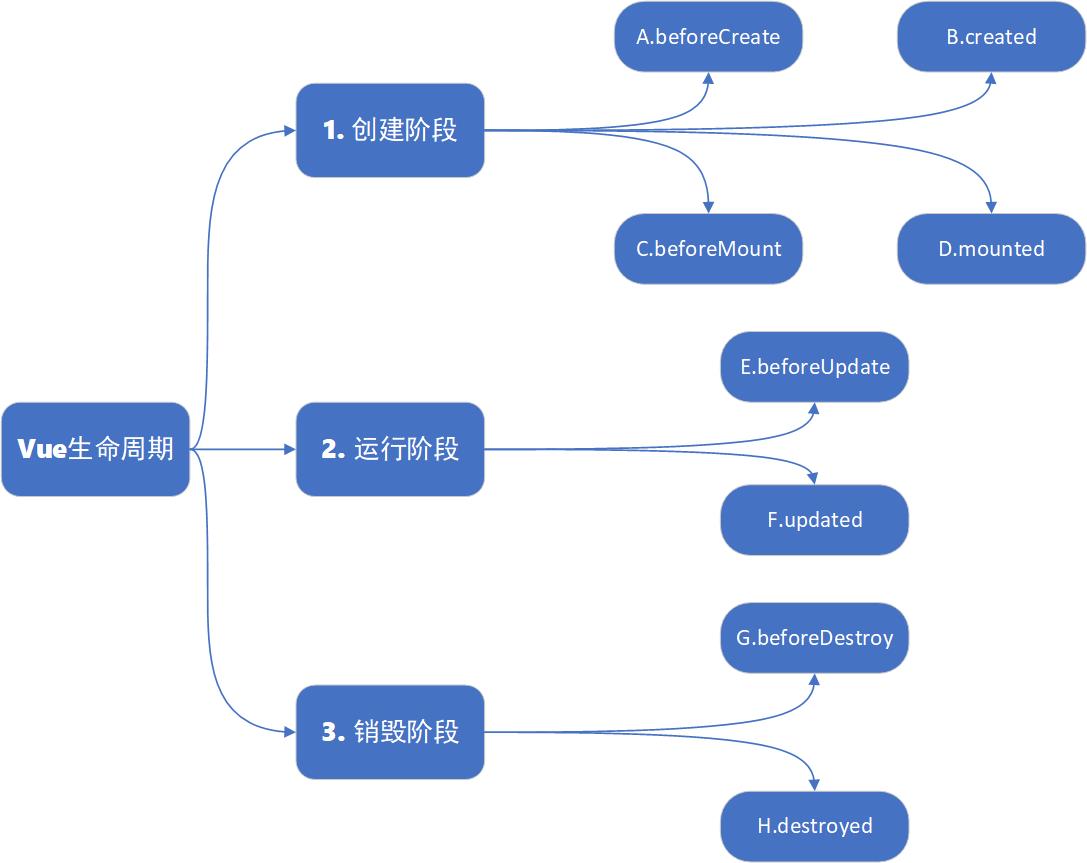 Vue生命周期
1. 创建阶段
A.beforeCreate
B.created
C.beforeMount
D.mounted
2. 运行阶段
E.beforeUpdate
F.updated
3. 销毁阶段
G.beforeDestroy
H.destroyed